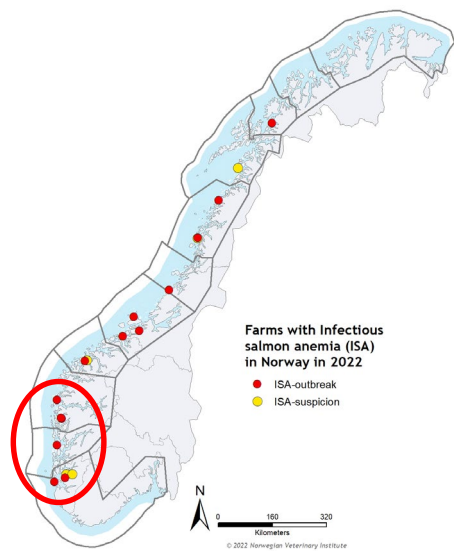 Farms with Infectious
salmon anemia (ISA)
in Norway in 2022
ISA-outbreak
ISA-suspicion
N
0 160 320
Kilometers
© 2022 Norwegian Veterinary Institute